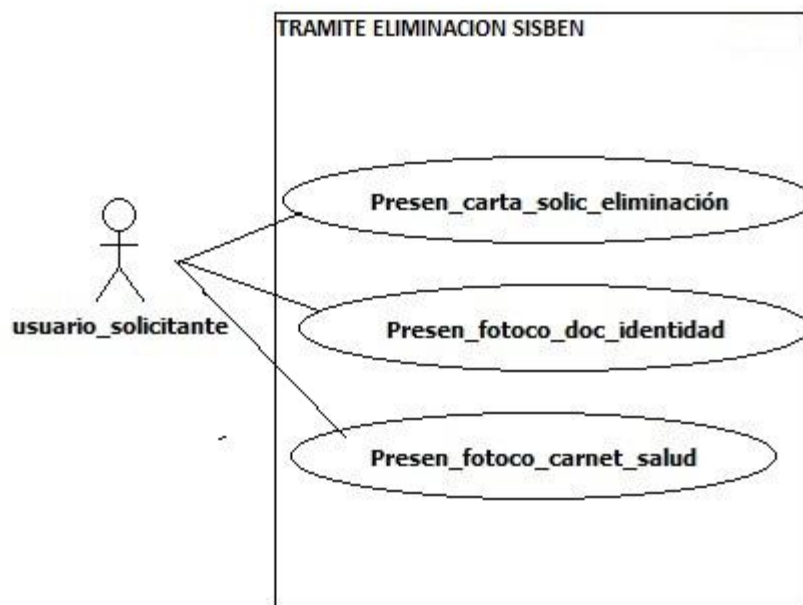 TRAMITE ELIMINACION SISBEN
Presen_carta_solic_eliminación
usuario_solicitante
Presen_fotoco_doc_identidad
Presen_fotoco_carnet_salud